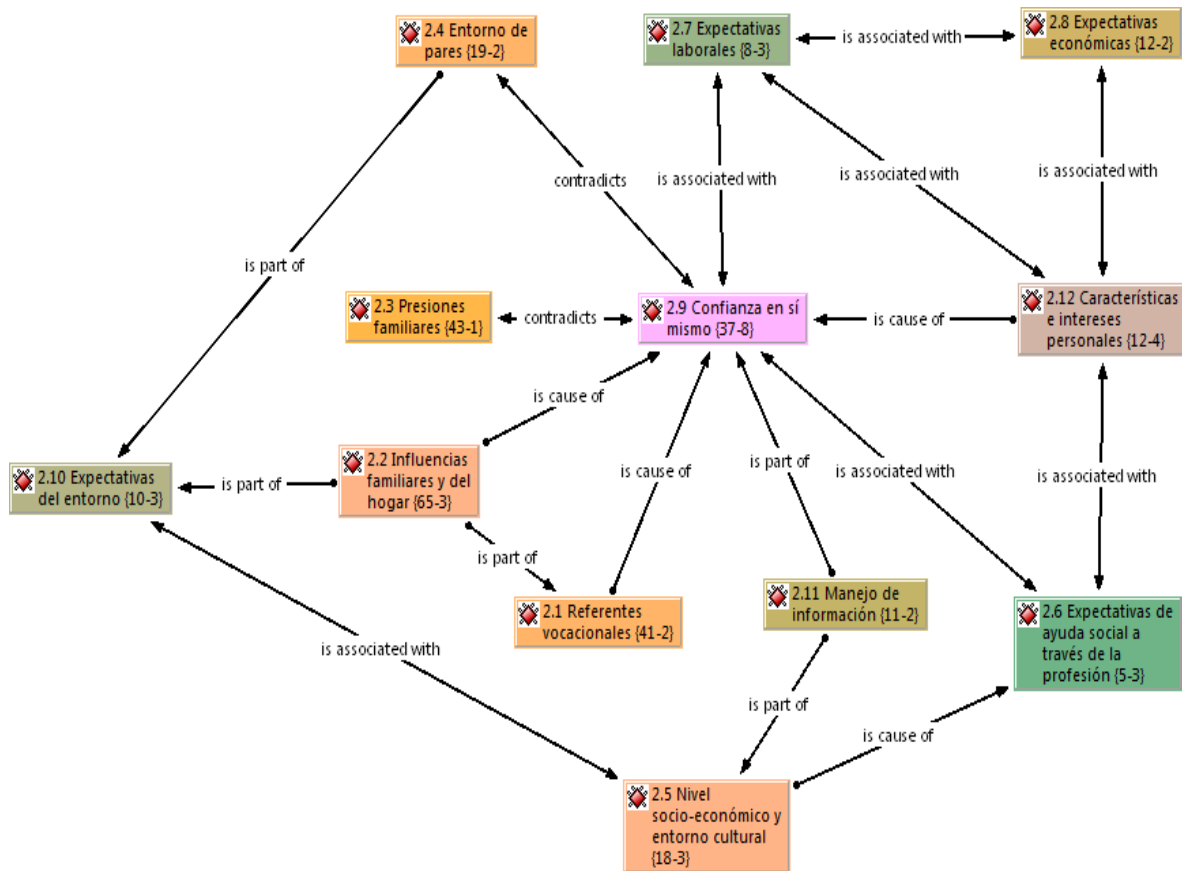 2.4 Entorno de
pares {19-2}
2.7 Expectativas
laborales {8-3}
is associated with
2.8 Expectativas
económicas {12-2}
contradicts
is associated with
is associated with
is associated with
is part of
2.3 Presiones
familiares {43-1}
contradicts
2.9 Confianza en sí
mismo {37-8}
is cause of
2.12 Características
e intereses
personales {12-4}
is cause of
2.10 Expectativas
del entorno {10-3}
is part of
2.2 Influencias
familiares y del
hogar {65-3}
is cause of
is part of
is associated with
is associated with
is part of
2.1 Referentes
vocacionales {41-2}
2.11 Manejo de
información {11-2}
2.6 Expectativas de
ayuda social a
través de la
profesión {5-3}
is associated with
is part of
is cause of
2.5 Nivel
socio-económico y
entorno cultural
{18-3}